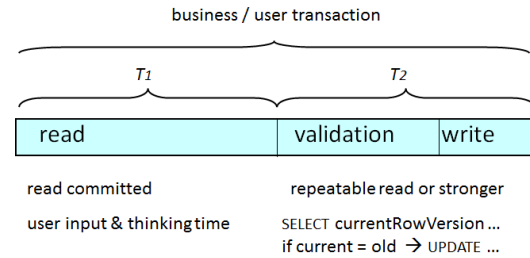 business / user transaction
T1 T2
read validation write
read committed repeatable read or stronger
user input & thinking time SELECT currentRowVersion ...
if current = old → UPDATE ...